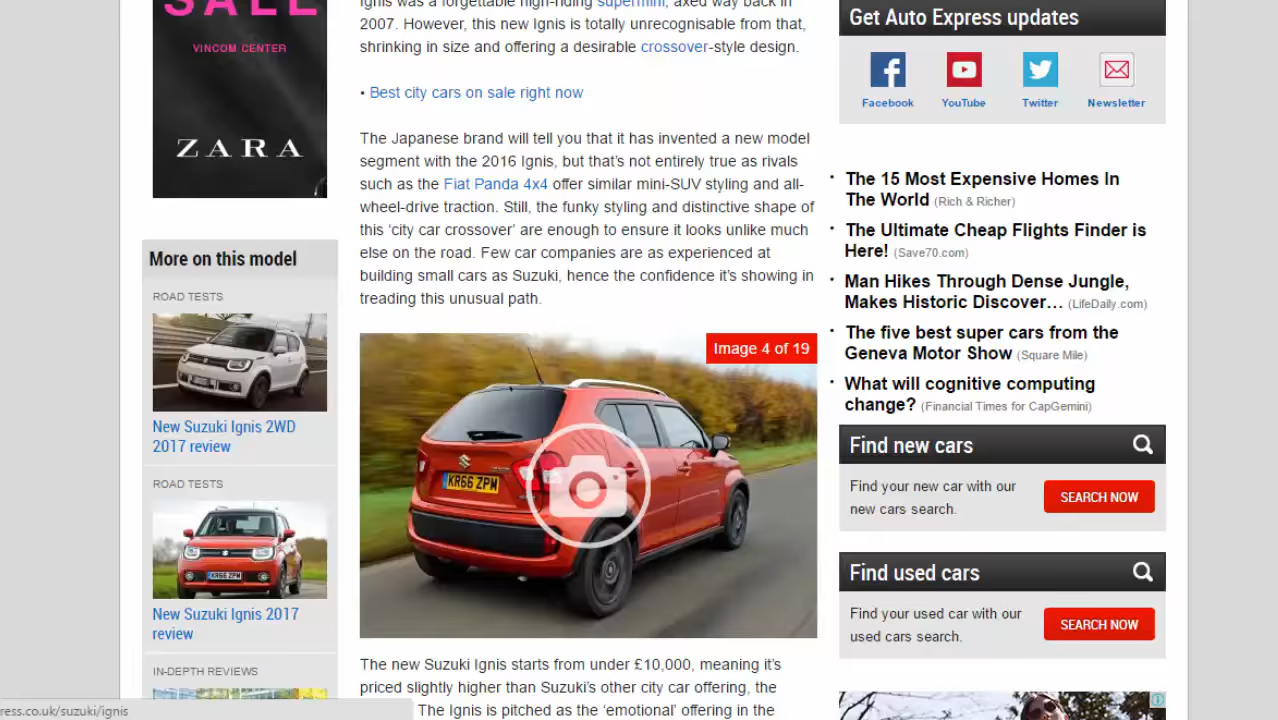 SALE
VINCOM CENTER
ZARA
More on this model
ROAD TESTS
New Suzuki Ignis 2WD
2017 review
ROAD TESTS
KR66 ZPM
New Suzuki Ignis 2017
review
IN-DEPTH REVIEWS
ress.co.uk/suzuki/ignis
Ignis was a forgettable high-riding supermini, axed way back in
2007. However, this new Ignis is totally unrecognisable from that,
shrinking in size and offering a desirable crossover-style design.
• Best city cars on sale right now
The Japanese brand will tell you that it has invented a new model
segment with the 2016 Ignis, but that’s not entirely true as rivals
such as the Fiat Panda 4x4 offer similar mini-SUV styling and all-
wheel-drive traction. Still, the funky styling and distinctive shape of
this ‘city car crossover’ are enough to ensure it looks unlike much
else on the road. Few car companies are as experienced at
building small cars as Suzuki, hence the confidence it’s showing in
treading this unusual path.
Image 4 of 19
KR66 ZPM
The new Suzuki Ignis starts from under £10,000, meaning it’s
priced slightly higher than Suzuki’s other city car offering, the
The Ignis is pitched as the ‘emotional’ offering in the
Get Auto Express updates
Facebook YouTube Twitter Newsletter
· The 15 Most Expensive Homes In
The World (Rich & Richer)
· The Ultimate Cheap Flights Finder is
Here! (Save70.com)
· Man Hikes Through Dense Jungle,
Makes Historic Discover… (LifeDaily.com)
· The five best super cars from the
Geneva Motor Show (Square Mile)
· What will cognitive computing
change? (Financial Times for CapGemini)
Find new cars
Find your new car with our
new cars search.
SEARCH NOW
Find used cars
Find your used car with our
used cars search.
SEARCH NOW